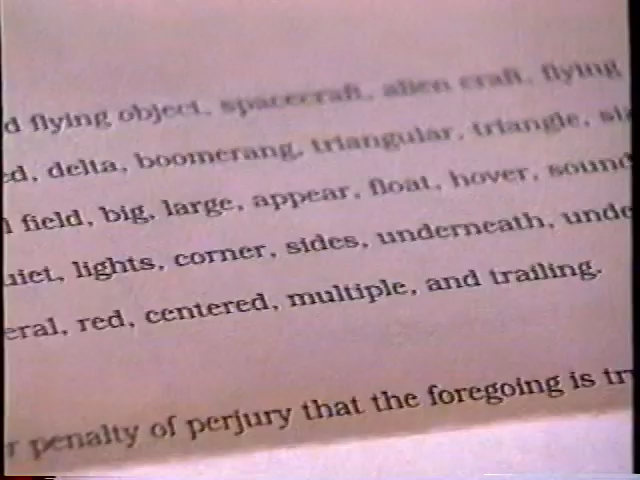 d flying object, spacecraft, alien craft, flying
ed, delta, boomerang, triangular, triangle,
l field, big, large, appear, float, hover, sound
uiet, lights, corner, sides, underneath, unde
eral, red, centered, multiple, and trailing.
r penalty of perjury that the foregoing is tr